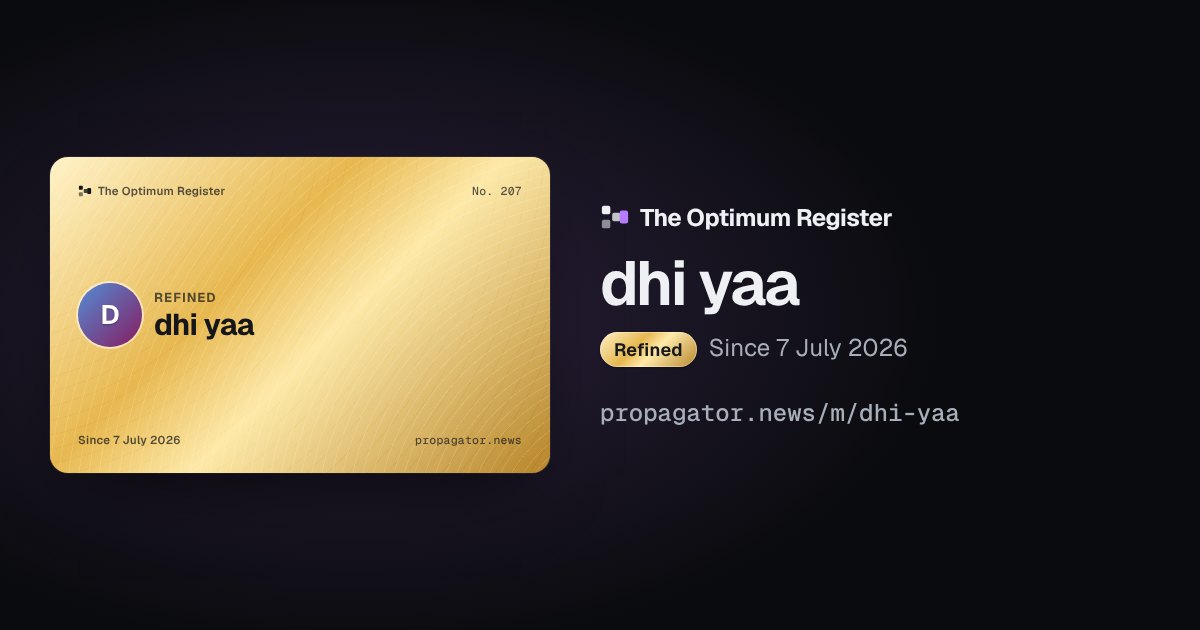 The Optimum Register
No. 207
D
REFINED
dhi yaa
Since 7 July 2026
propagator.news
The Optimum Register
dhi yaa
Refined
Since 7 July 2026
propagator.news/m/dhi-yaa